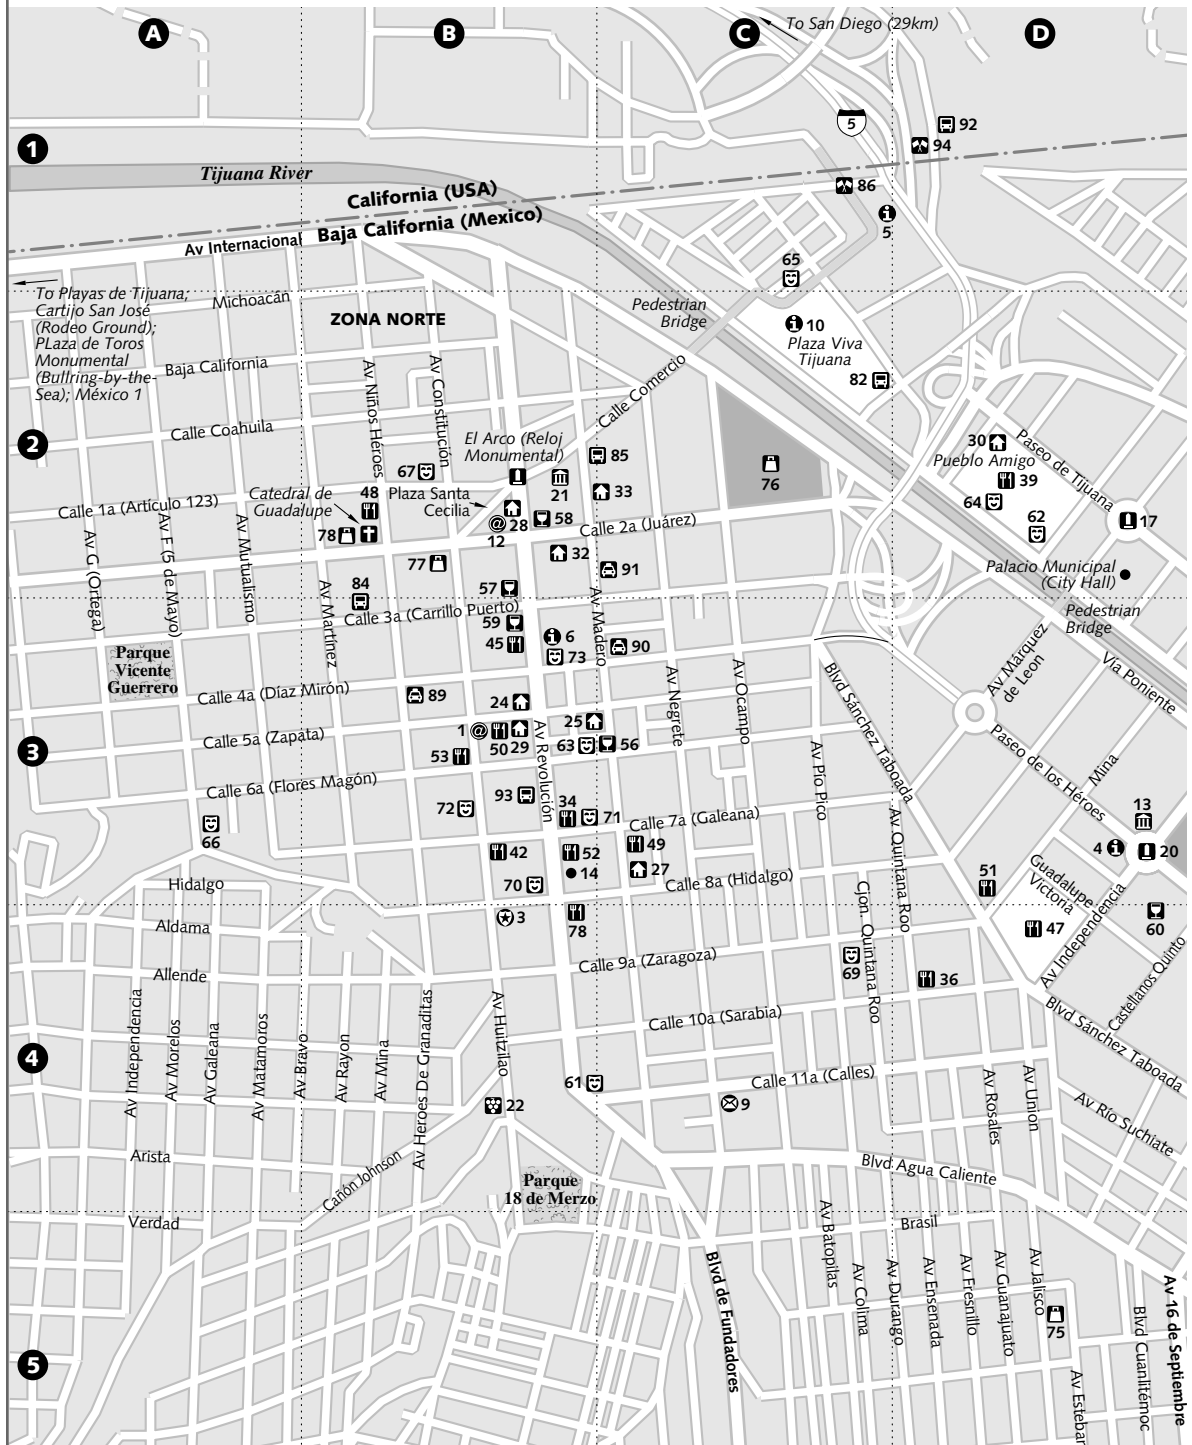 A
B
C
D
To San Diego (29km)
5
92
94
1
Tijuana River
California (USA)
Baja California (Mexico)
86
5
Av Internacional
65
To Playas de Tijuana;
Cartijo San José
(Rodeo Ground);
PLaza de Toros
Monumental
(Bullring-by-the-
Sea); México 1
Michoacán
ZONA NORTE
Pedestrian
Bridge
10
Plaza Viva
Tijuana
Baja California
Av Niños Héroes
Av Constitución
82
Calle Comercio
2
Calle Coahuila
El Arco (Reloj
Monumental)
67
85
30
Pueblo Amigo
Paseo de Tijuana
39
76
21
33
64
62
17
Catedral de
Guadalupe
48
Plaza Santa
Cecilia
28
12
58
Calle 1a (Artículo 123)
Calle 2a (Juárez)
78
77
32
91
Av G (Ortega)
Av F (5 de Mayo)
Av Mutualismo
Av Martínez
84
57
Palacio Municipal
(City Hall)
Calle 3a (Carrillo Puerto)
59
Av Madero
Pedestrian
Bridge
45
6
73
90
Parque
Vicente
Guerrero
Av Márquez
de Leon
Via Poniente
Calle 4a (Díaz Mirón)
89
24
Av Negrete
Av Ocampo
Blvd Sánchez Taboada
3
Calle 5a (Zapata)
1
50
29
Av Revolución
25
63
56
53
Av Pío Pico
Paseo de los Héroes
Mina
Calle 6a (Flores Magón)
72
93
34
71
Calle 7a (Galeana)
13
66
42
52
49
Av Quintana Roo
4
20
14
27
51
Guadalupe
Victoria
Hidalgo
70
Calle 8a (Hidalgo)
3
78
Cjon. Quintana Roo
47
Av Independencia
60
Aldama
Calle 9a (Zaragoza)
69
36
Castellanos Quinto
Allende
Av Independencia
Av Morelos
Av Galeana
Av Matamoros
Av Bravo
Av Rayon
Av Mina
Av Heroes De Granaditas
Av Huitzilao
Calle 10a (Sarabia)
Blvd Sánchez Taboada
4
61
Calle 11a (Calles)
22
9
Av Rosales
Av Union
Av Río Suchiate
Arista
Cañón Johnson
Parque
18 de Merzo
Blvd Agua Caliente
Verdad
Brasil
Av Batopilas
Av Colima
Av Durango
Av Ensenada
Av Fresnillo
Av Guanajuato
Av Jalisco
75
Blvd de Fundadores
Blvd Cuanlitémoc
Av 16 de Septiembre
5
Av Esteban